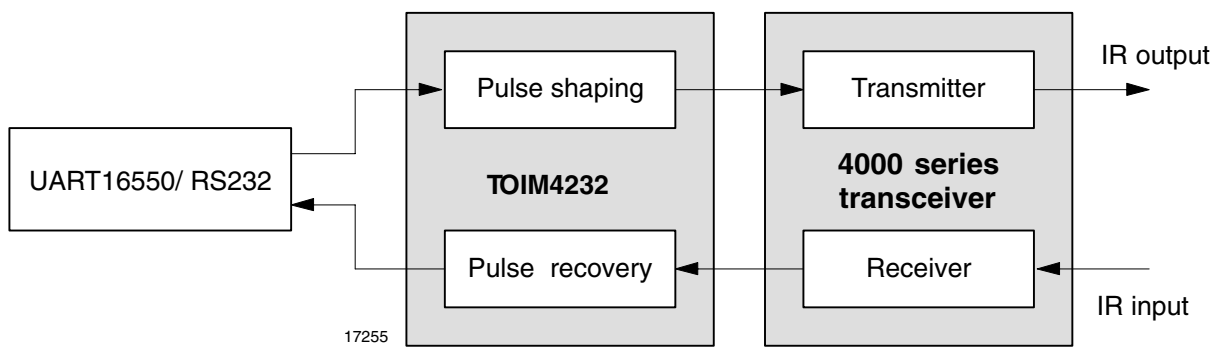 Pulse shaping
Transmitter
IR output
UART16550/ RS232
TOIM4232
4000 series
transceiver
Pulse recovery
Receiver
IR input
17255